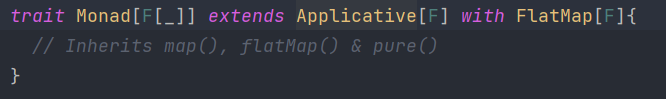 trait Monad[F[_]] extends Applicative[F] with FlatMap[F]{
// Inherits map(), flatMap() & pure()
}